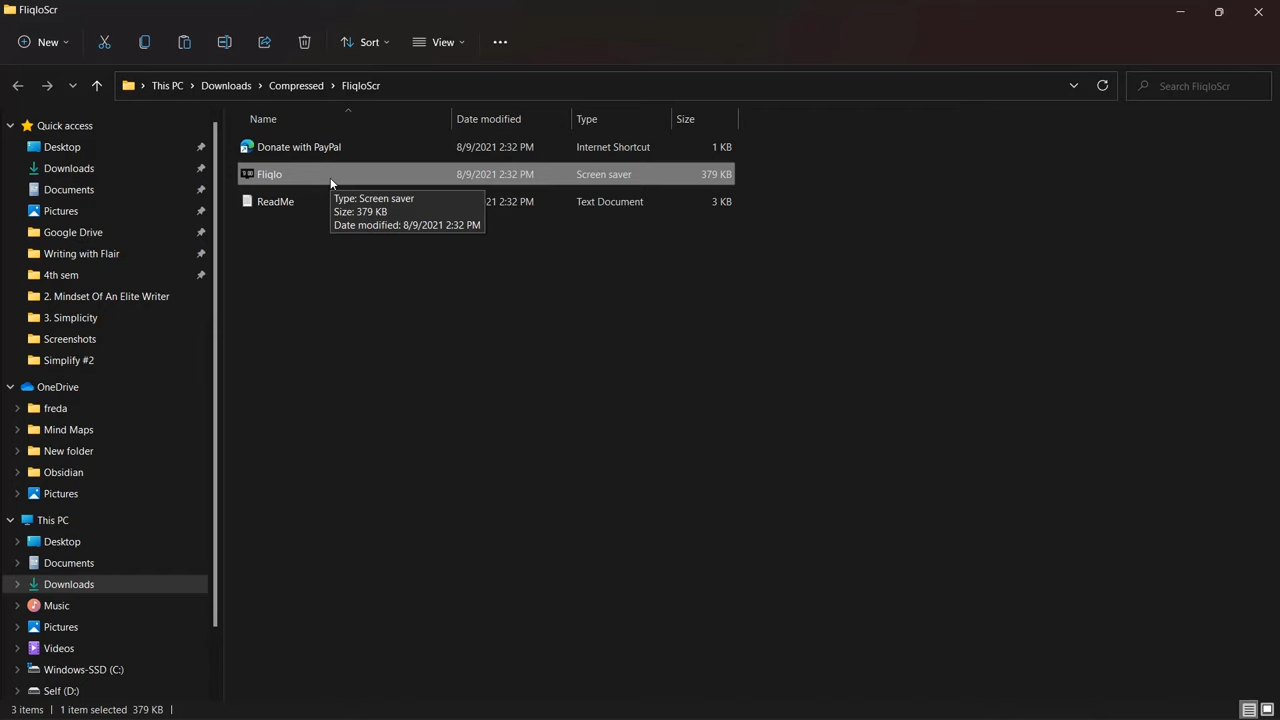 FliqloScr
New
Sort
View
This PC
Downloads
Compressed
FliqloScr
Search FliqloScr
Name
Date modified
Type
Size
Donate with PayPal 8/9/2021 2:32 PM Internet Shortcut 1 KB
Fliqlo 8/9/2021 2:32 PM Screen saver 379 KB
ReadMe 21 2:32 PM Text Document 3 KB
Type: Screen saver
Size: 379 KB
Date modified: 8/9/2021 2:32 PM
Quick access
Desktop
Downloads
Documents
Pictures
Google Drive
Writing with Flair
4th sem
2. Mindset Of An Elite Writer
3. Simplicity
Screenshots
Simplify #2
OneDrive
freda
Mind Maps
New folder
Obsidian
Pictures
This PC
Desktop
Documents
Downloads
Music
Pictures
Videos
Windows-SSD (C:)
Self (D:)
3 items
1 item selected 379 KB